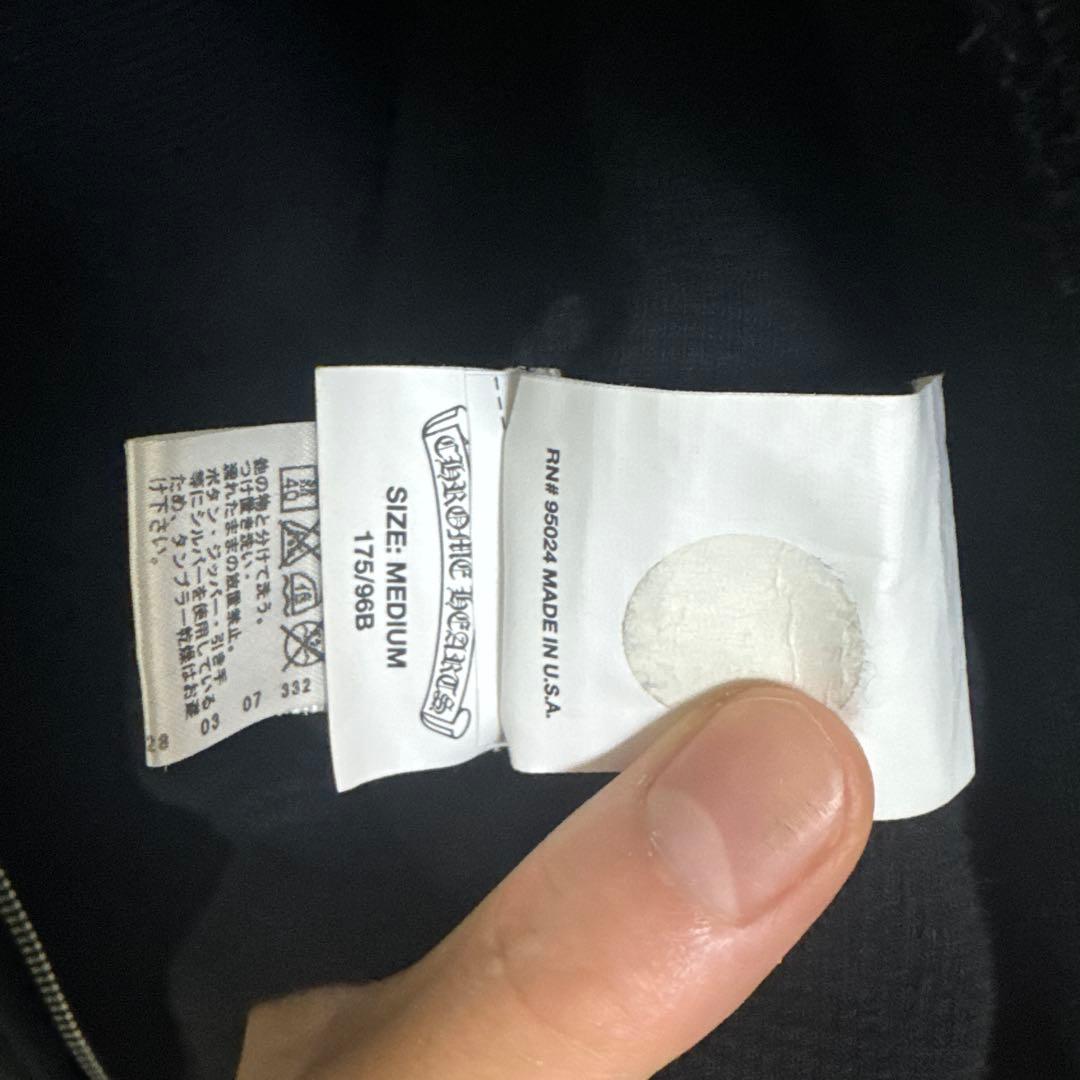 CHROME HEARTS
SIZE: MEDIUM
175/96B
RN# 95024 MADE IN U.S.A.
40
他の物と分けて洗う。
つけ置き洗い・
濡れたままの放置禁止。
ボタン・ジッパー・引き手
等にシルバーを使用している
ため、タンブラー乾燥はお避
け下さい。
332
07
03
28